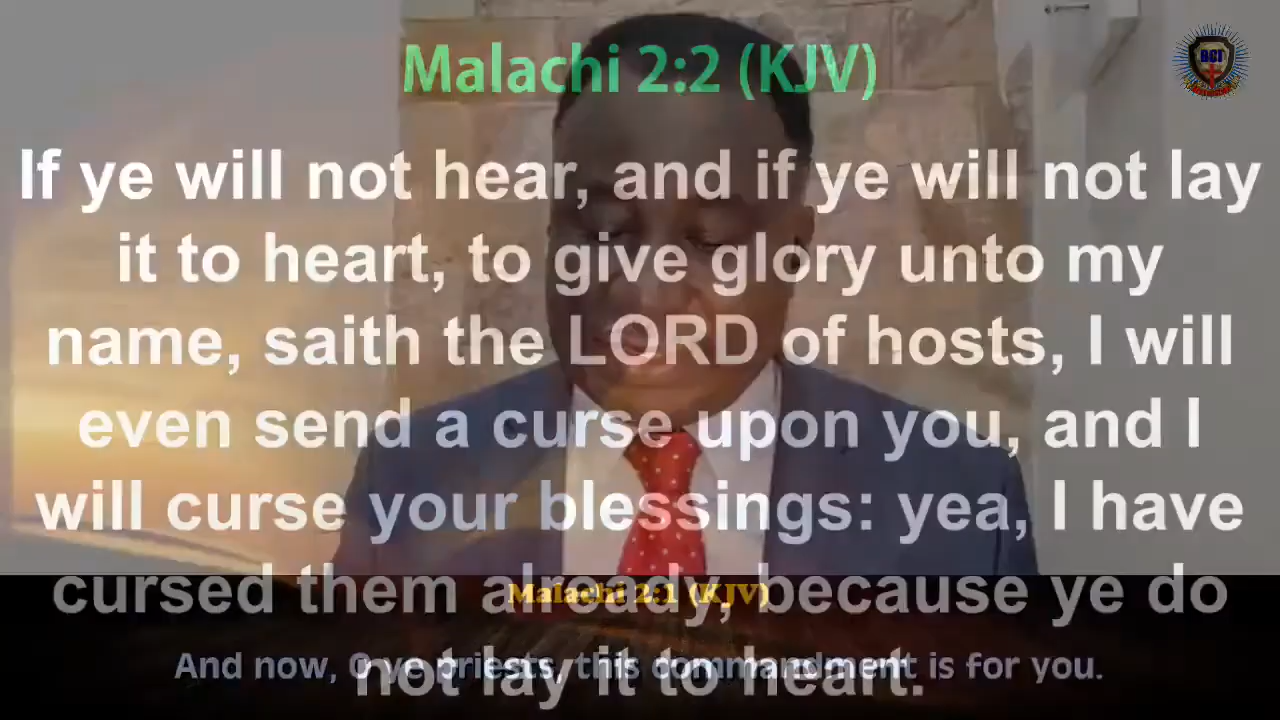 Malachi 2:2 (KJV)
If ye will not hear, and if ye will not lay
it to heart, to give glory unto my
name, saith the LORD of hosts, I will
even send a curse upon you, and I
will curse your blessings: yea, I have
cursed them already, because ye do
Malachi 2:1 (KJV)
not lay it to heart.
And now, O ye priests, this commandment is for you.